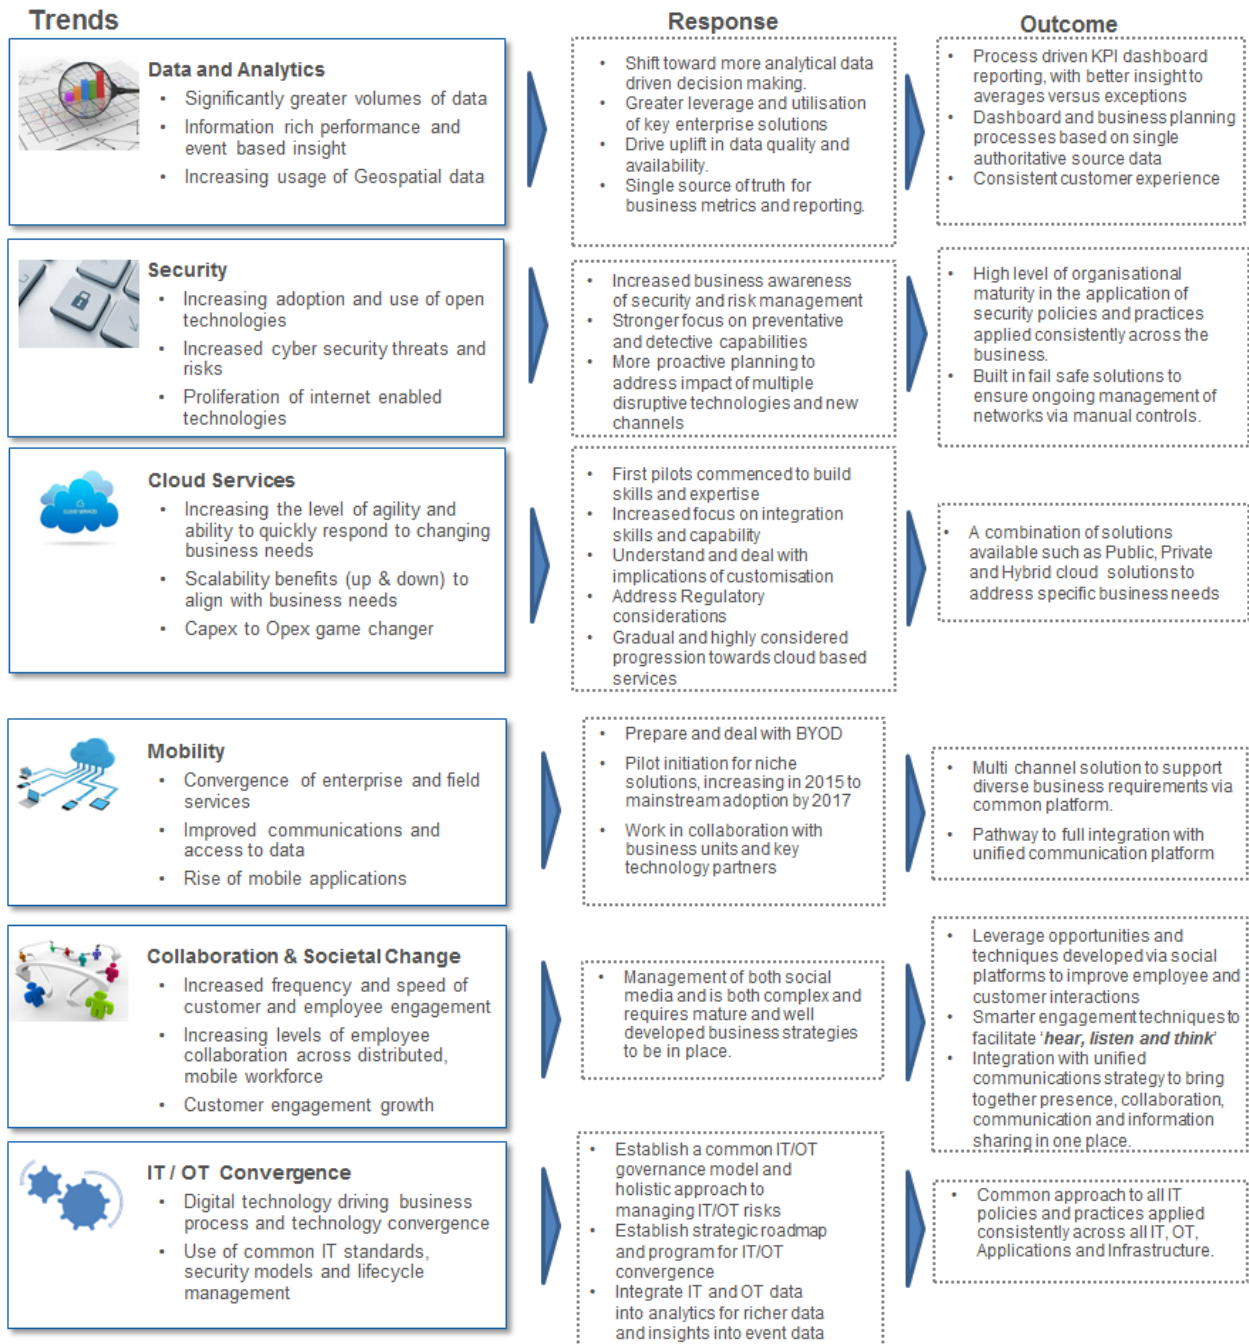 Trends
Response
Outcome
Data and Analytics
• Significantly greater volumes of data
• Information rich performance and
event based insight
• Increasing usage of Geospatial data
• Shift toward more analytical data
driven decision making.
• Greater leverage and utilisation
of key enterprise solutions
• Drive uplift in data quality and
availability.
• Single source of truth for
business metrics and reporting.
• Process driven KPI dashboard
reporting, with better insight to
averages versus exceptions
• Dashboard and business planning
processes based on single
authoritative source data
• Consistent customer experience
Security
• Increasing adoption and use of open
technologies
• Increased cyber security threats and
risks
• Proliferation of internet enabled
technologies
• Increased business awareness
of security and risk management
• Stronger focus on preventative
and detective capabilities
• More proactive planning to
address impact of multiple
disruptive technologies and new
channels
• High level of organisational
maturity in the application of
security policies and practices
applied consistently across the
business.
• Built in fail safe solutions to
ensure ongoing management of
networks via manual controls.
CLOUD SERVICES
Cloud Services
• Increasing the level of agility and
ability to quickly respond to changing
business needs
• Scalability benefits (up & down) to
align with business needs
• Capex to Opex game changer
• First pilots commenced to build
skills and expertise
• Increased focus on integration
skills and capability
• Understand and deal with
implications of customisation
• Address Regulatory
considerations
• Gradual and highly considered
progression towards cloud based
services
• A combination of solutions
available such as Public, Private
and Hybrid cloud solutions to
address specific business needs
Mobility
• Convergence of enterprise and field
services
• Improved communications and
access to data
• Rise of mobile applications
• Prepare and deal with BYOD
• Pilot initiation for niche
solutions, increasing in 2015 to
mainstream adoption by 2017
• Work in collaboration with
business units and key
technology partners
• Multi channel solution to support
diverse business requirements via
common platform.
• Pathway to full integration with
unified communication platform
Collaboration & Societal Change
• Increased frequency and speed of
customer and employee engagement
• Increasing levels of employee
collaboration across distributed,
mobile workforce
• Customer engagement growth
• Management of both social
media and is both complex and
requires mature and well
developed business strategies
to be in place.
• Leverage opportunities and
techniques developed via social
platforms to improve employee and
customer interactions
• Smarter engagement techniques to
facilitate ‘hear, listen and think’
• Integration with unified
communications strategy to bring
together presence, collaboration,
communication and information
sharing in one place.
IT / OT Convergence
• Digital technology driving business
process and technology convergence
• Use of common IT standards,
security models and lifecycle
management
• Establish a common IT/OT
governance model and
holistic approach to
managing IT/OT risks
• Establish strategic roadmap
and program for IT/OT
convergence
• Integrate IT and OT data
into analytics for richer data
and insights into event data
• Common approach to all IT
policies and practices applied
consistently across all IT, OT,
Applications and Infrastructure.